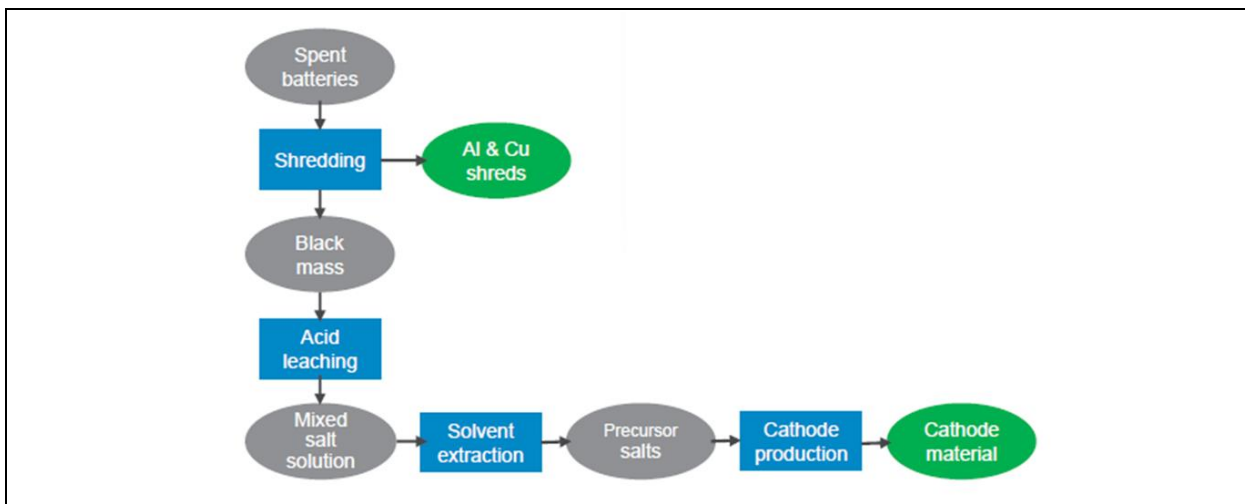 Spent
batteries
Shredding
Al & Cu
shreds
Black
mass
Acid
leaching
Mixed
salt
solution
Solvent
extraction
Precursor
salts
Cathode
production
Cathode
material